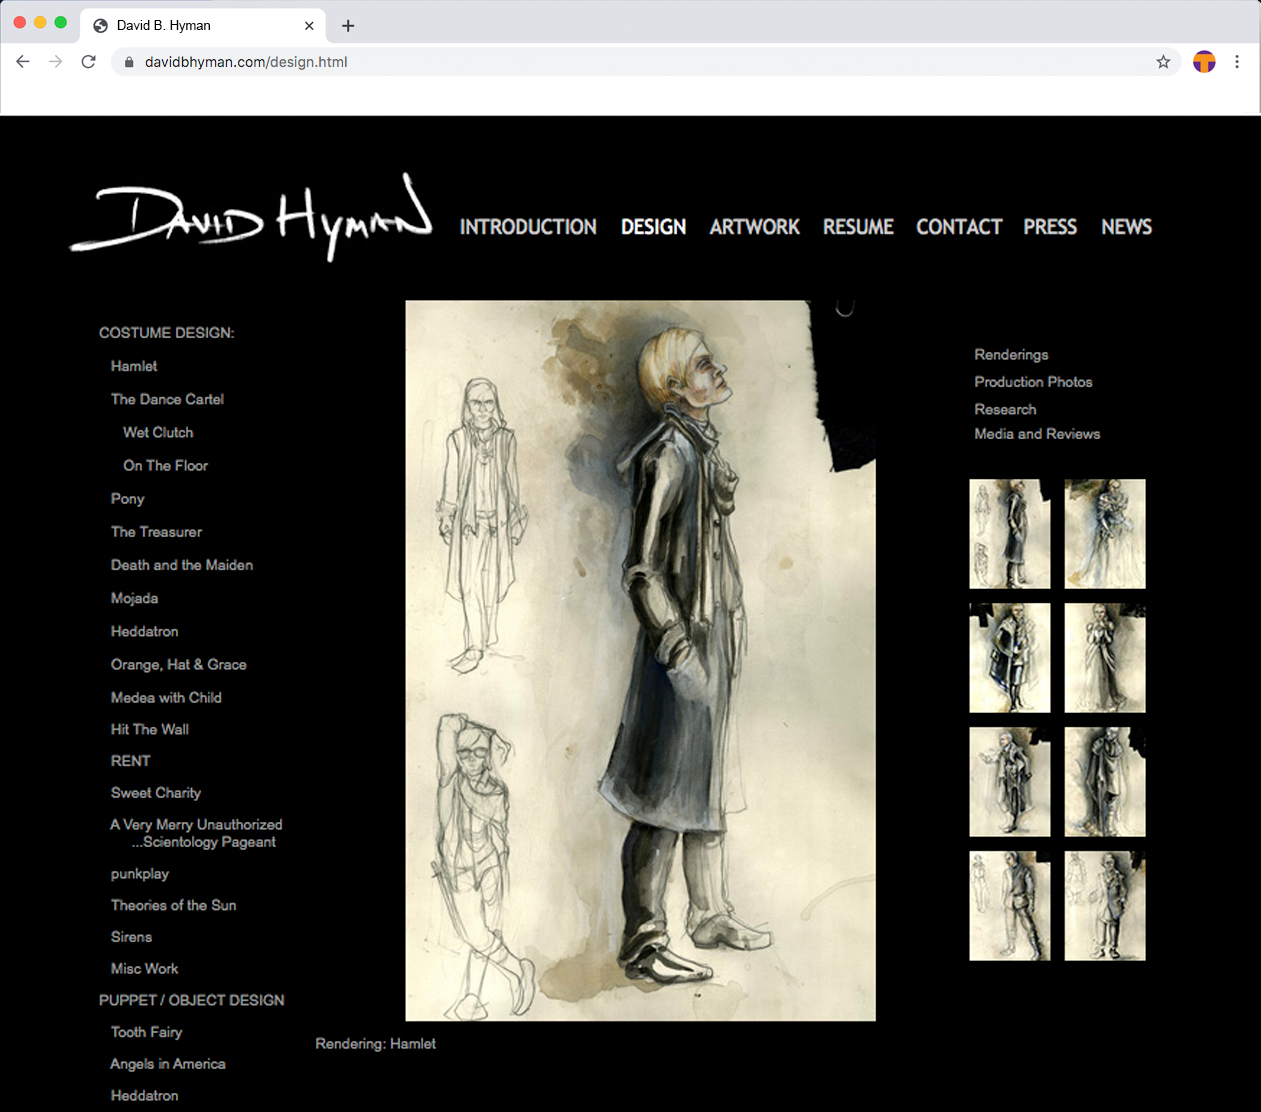 David B. Hyman
davidbhyman.com/design.html
DAVID HYMAN
INTRODUCTION DESIGN ARTWORK RESUME CONTACT PRESS NEWS
COSTUME DESIGN:
Hamlet
The Dance Cartel
Wet Clutch
On The Floor
Pony
The Treasurer
Death and the Maiden
Mojada
Heddatron
Orange, Hat & Grace
Medea with Child
Hit The Wall
RENT
Sweet Charity
A Very Merry Unauthorized
...Scientology Pageant
punkplay
Theories of the Sun
Sirens
Misc Work
PUPPET / OBJECT DESIGN
Tooth Fairy
Angels in America
Heddatron
Rendering: Hamlet
Renderings
Production Photos
Research
Media and Reviews